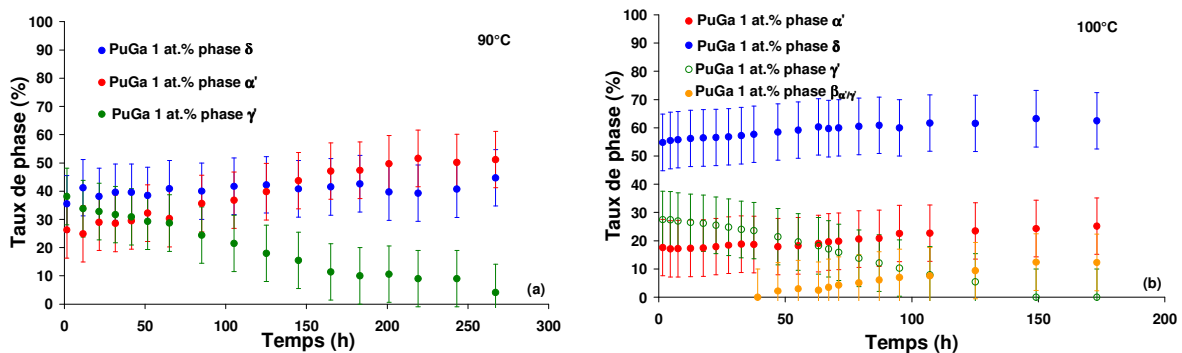 100
90
80
70
60
50
40
30
20
10
0
Taux de phase (%)
90°C
PuGa 1 at.% phase δ
PuGa 1 at.% phase α'
PuGa 1 at.% phase γ'
(a)
0 50 100 150 200 250 300
Temps (h)
100
90
80
70
60
50
40
30
20
10
0
Taux de phase (%)
100°C
PuGa 1 at.% phase α'
PuGa 1 at.% phase δ
PuGa 1 at.% phase γ'
PuGa 1 at.% phase βα'/γ'
(b)
0 50 100 150 200
Temps (h)